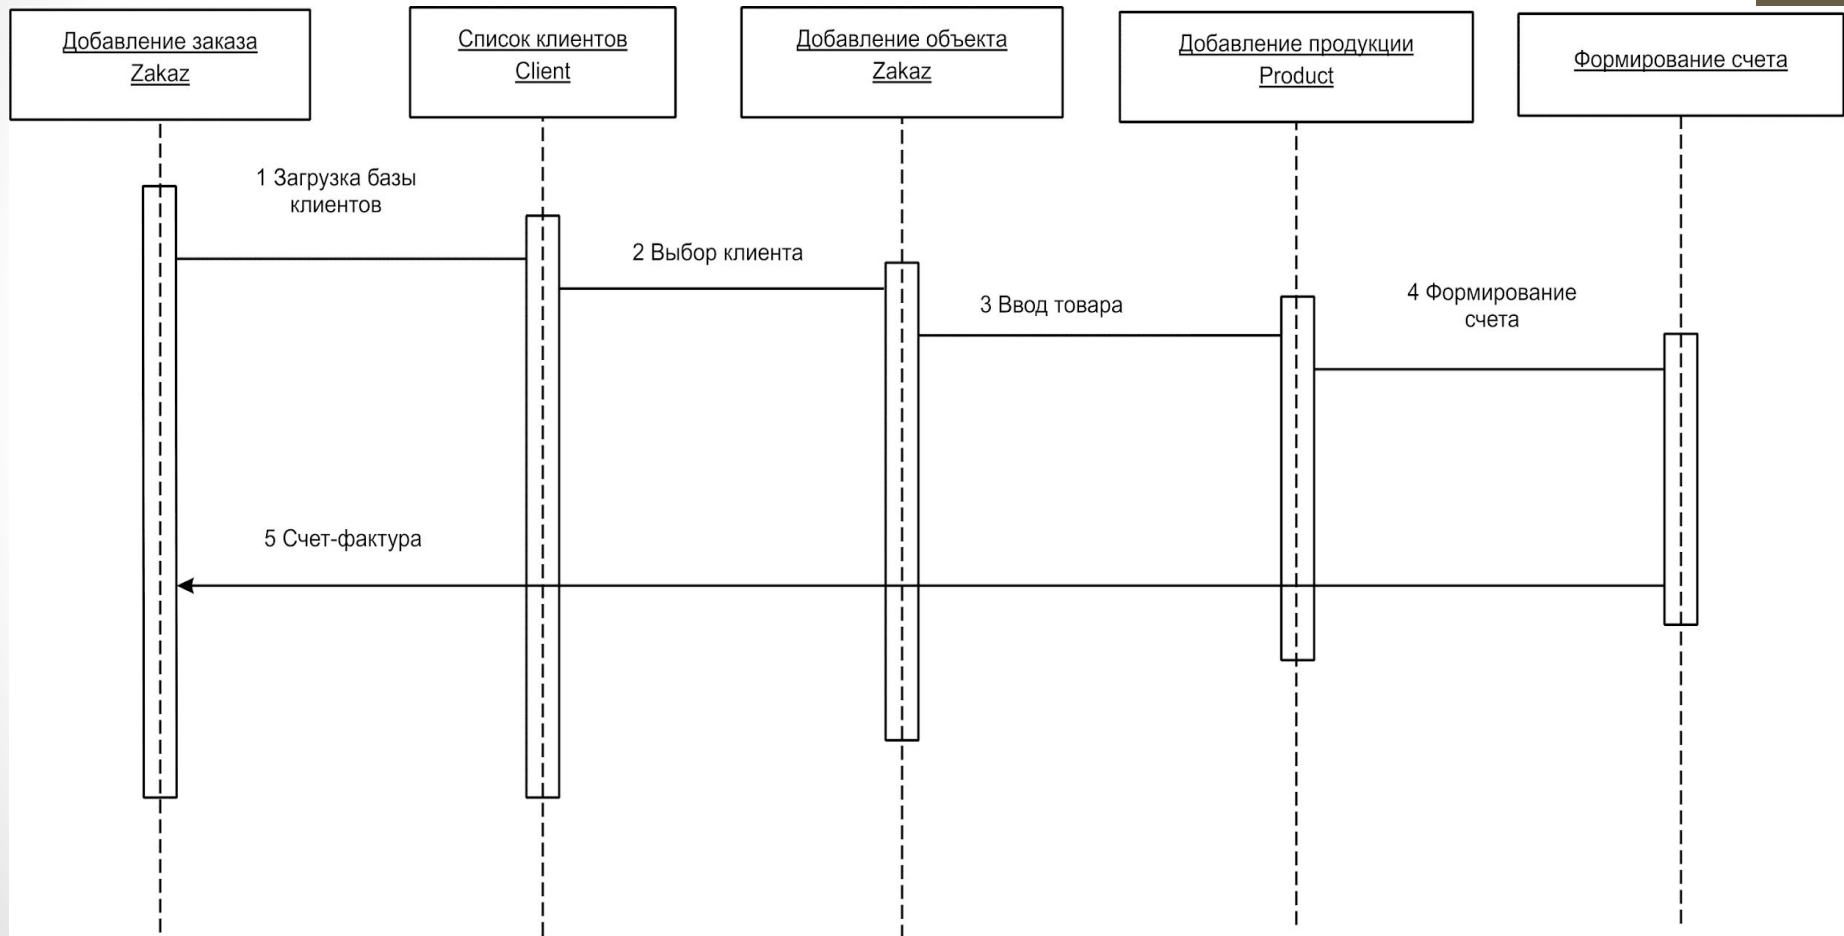 Добавление заказа
Zakaz
Список клиентов
Client
Добавление объекта
Zakaz
Добавление продукции
Product
Формирование счета
1 Загрузка базы
клиентов
2 Выбор клиента
3 Ввод товара
4 Формирование
счета
5 Счет-фактура